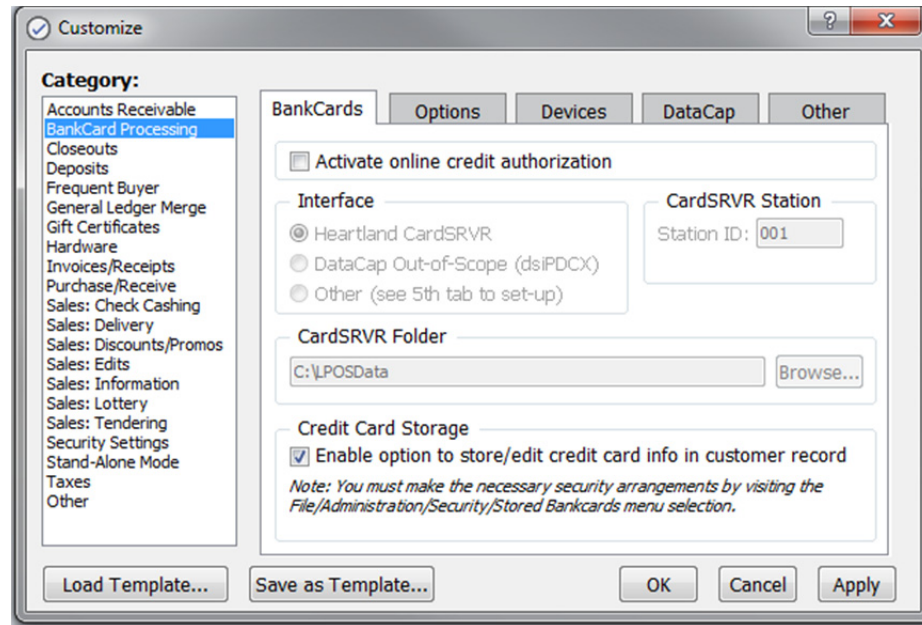 Customize
Category:
Accounts Receivable
BankCard Processing
Closeouts
Deposits
Frequent Buyer
General Ledger Merge
Gift Certificates
Hardware
Invoices/Receipts
Purchase/Receive
Sales: Check Cashing
Sales: Delivery
Sales: Discounts/Promos
Sales: Edits
Sales: Information
Sales: Lottery
Sales: Tendering
Security Settings
Stand-Alone Mode
Taxes
Other
BankCards Options Devices DataCap Other
Activate online credit authorization
Interface
Heartland CardSRVR
DataCap Out-of-Scope (dsiPDCX)
Other (see 5th tab to set-up)
CardSRVR Station
Station ID: 001
CardSRVR Folder
C:\LPOSData Browse...
Credit Card Storage
Enable option to store/edit credit card info in customer record
Note: You must make the necessary security arrangements by visiting the
File/Administration/Security/Stored Bankcards menu selection.
Load Template... Save as Template... OK Cancel Apply